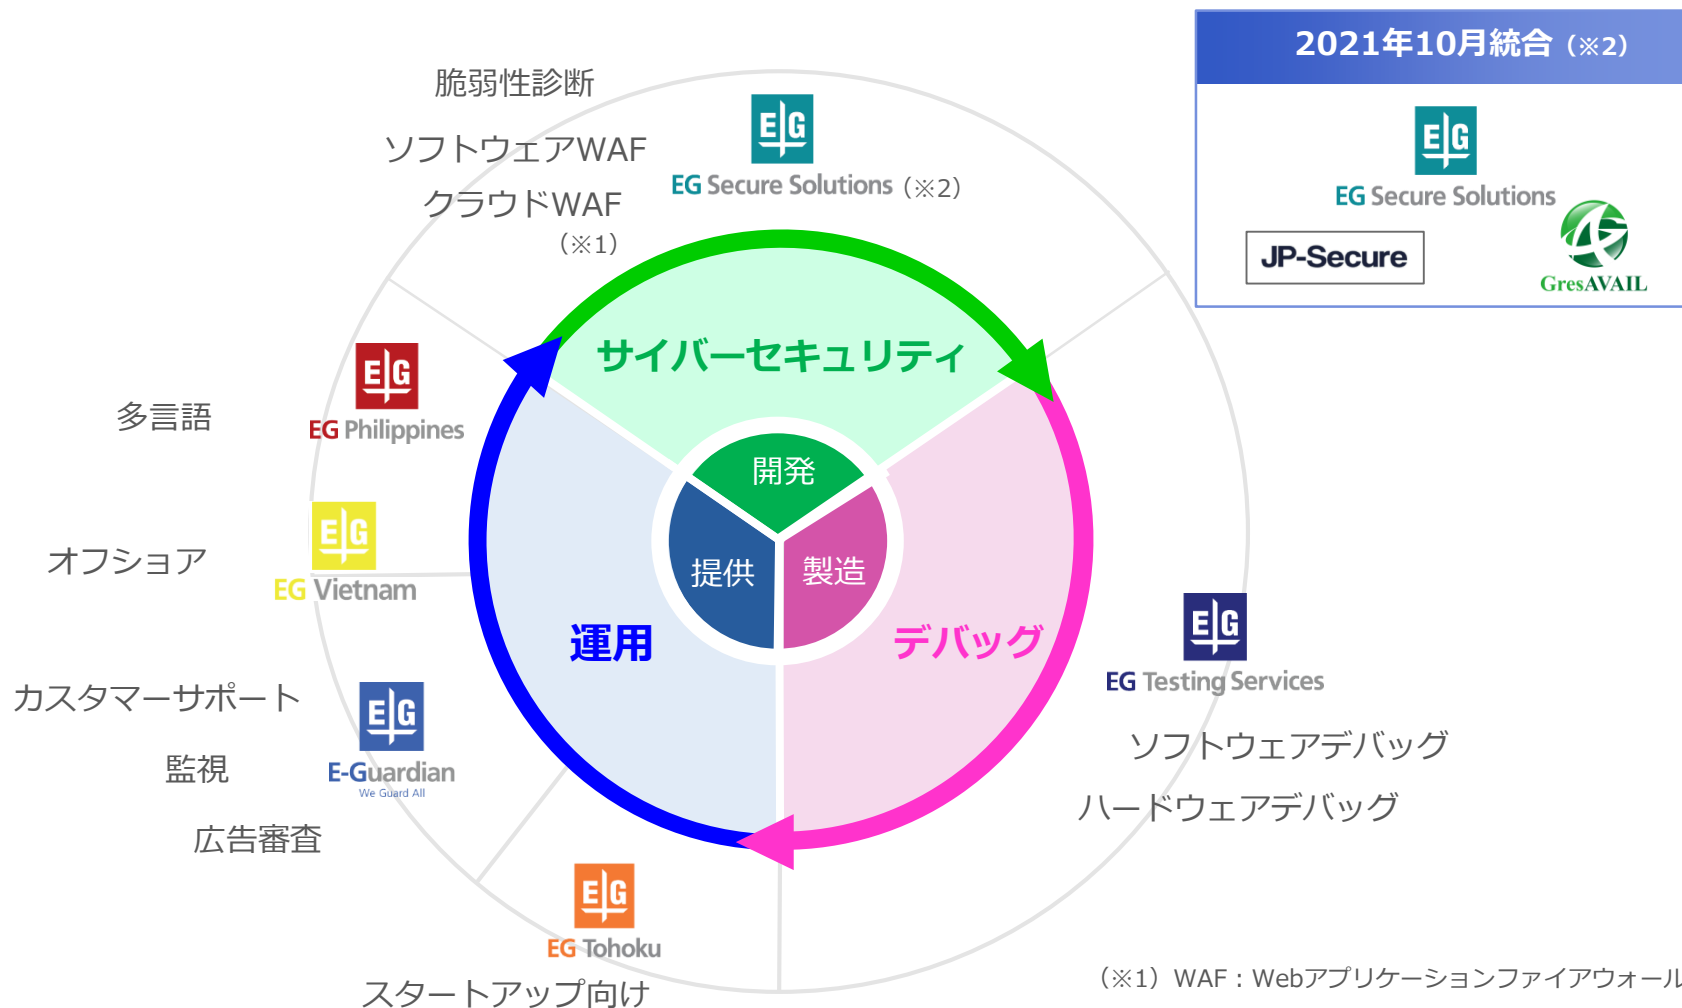 2021年10月統合（※2）
EG
EG Secure Solutions
JP-Secure
GresAVAIL
脆弱性診断
ソフトウェアWAF
クラウドWAF
（※1）
EG
EG Secure Solutions（※2）
サイバーセキュリティ
開発
提供
製造
運用
デバッグ
多言語
EG
EG Philippines
オフショア
EG
EG Vietnam
カスタマーサポート
監視
広告審査
EG
E-Guardian
We Guard All
EG
EG Tohoku
スタートアップ向け
EG
EG Testing Services
ソフトウェアデバッグ
ハードウェアデバッグ
（※1）WAF：Webアプリケーションファイアウォール